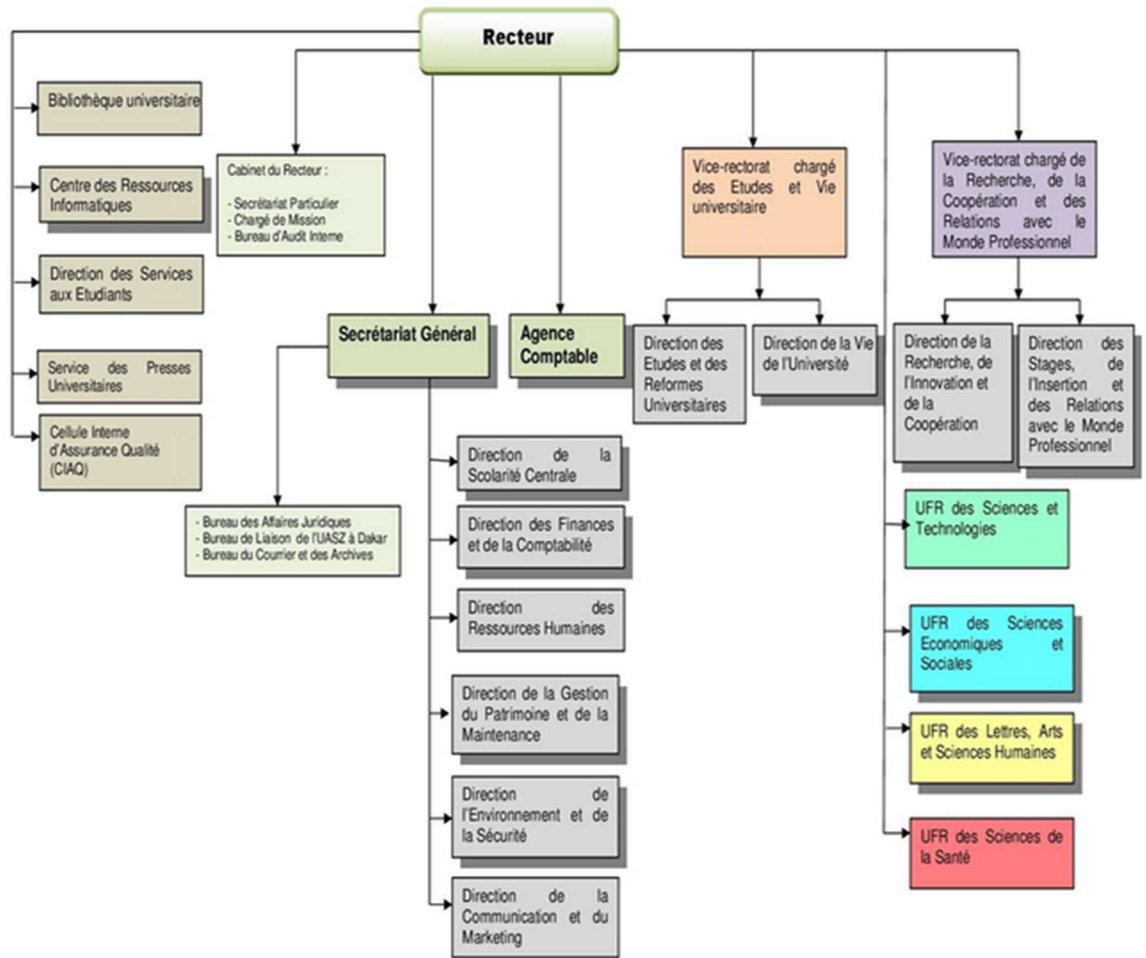 Recteur
Bibliothèque universitaire
Centre des Ressources
Informatiques
Direction des Services
aux Etudiants
Service des Presses
Universitaires
Cellule Interne
d'Assurance Qualité
(CIAQ)
Cabinet du Recteur :
- Secrétariat Particulier
- Chargé de Mission
- Bureau d'Audit Interne
Secrétariat Général
Agence
Comptable
- Bureau des Affaires Juridiques
- Bureau de Liaison de l'UASZ à Dakar
- Bureau du Courrier et des Archives
Direction de la
Scolarité Centrale
Direction des Finances
et de la Comptabilité
Direction des
Ressources Humaines
Direction de la Gestion
du Patrimoine et de la
Maintenance
Direction de
l'Environnement et de
la Sécurité
Direction de la
Communication et du
Marketing
Vice-rectorat chargé
des Etudes et Vie
universitaire
Direction des
Etudes et des
Reformes
Universitaires
Direction de la Vie
de l'Université
Vice-rectorat chargé de
la Recherche, de la
Coopération et des
Relations avec le
Monde Professionnel
Direction de la
Recherche, de
l'Innovation et
de la
Coopération
Direction des
Stages, de
l'Insertion et
des Relations
avec le Monde
Professionnel
UFR des Sciences et
Technologies
UFR des Sciences
Economiques et
Sociales
UFR des Lettres, Arts
et Sciences Humaines
UFR des Sciences de
la Santé